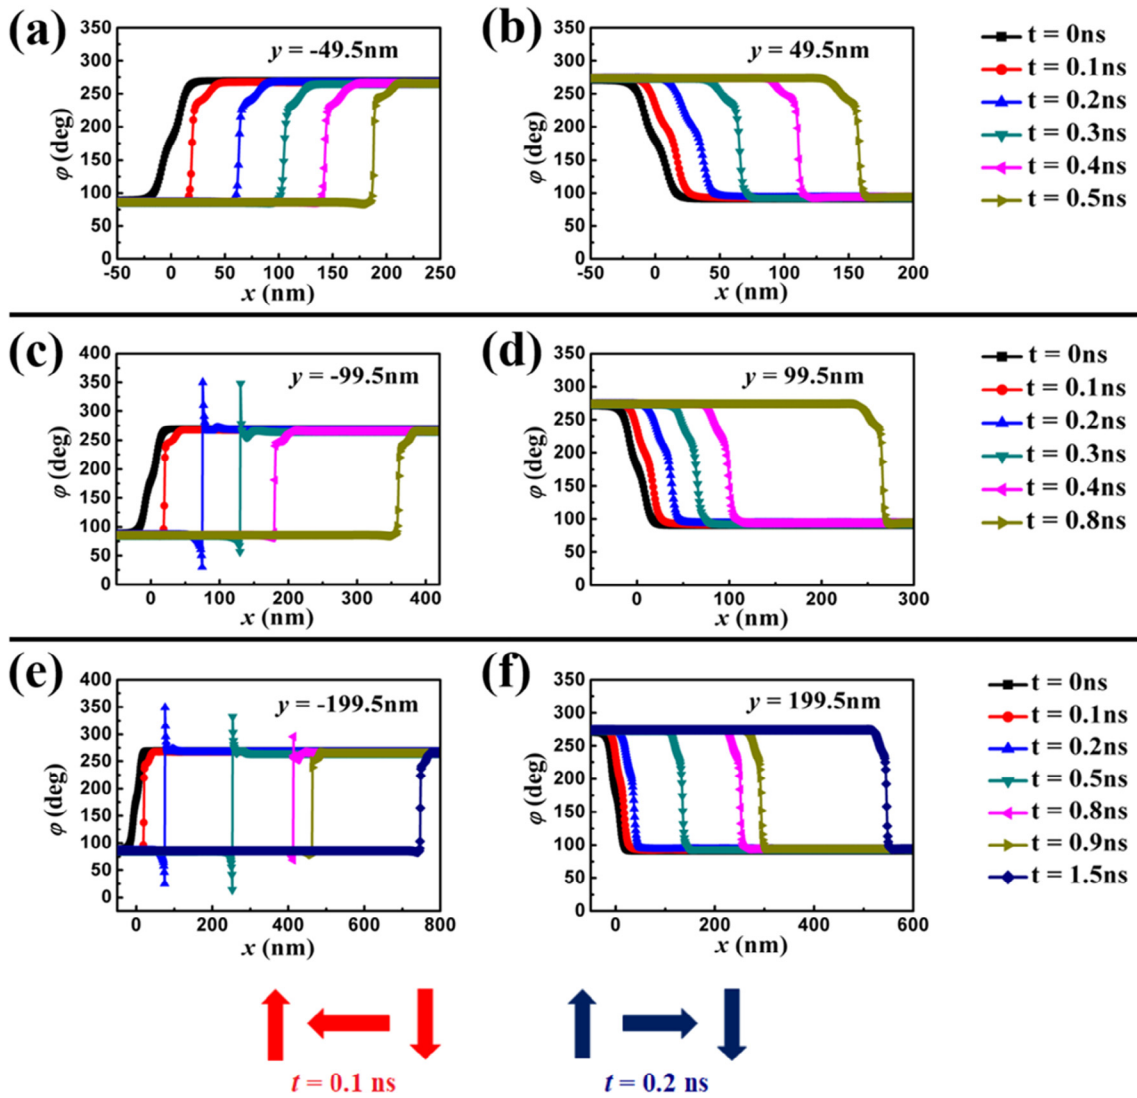 (a)
y = -49.5nm
350
300
250
200
150
100
50
0
φ (deg)
-50 0 50 100 150 200 250
x (nm)
(b)
y = 49.5nm
350
300
250
200
150
100
50
0
φ (deg)
-50 0 50 100 150 200
x (nm)
t = 0ns
t = 0.1ns
t = 0.2ns
t = 0.3ns
t = 0.4ns
t = 0.5ns
(c)
y = -99.5nm
400
350
300
250
200
150
100
50
0
φ (deg)
0 100 200 300 400
x (nm)
(d)
y = 99.5nm
350
300
250
200
150
100
50
0
φ (deg)
0 100 200 300
x (nm)
t = 0ns
t = 0.1ns
t = 0.2ns
t = 0.3ns
t = 0.4ns
t = 0.8ns
(e)
y = -199.5nm
400
350
300
250
200
150
100
50
0
φ (deg)
0 200 400 600 800
x (nm)
(f)
y = 199.5nm
350
300
250
200
150
100
50
0
φ (deg)
0 200 400 600
x (nm)
t = 0ns
t = 0.1ns
t = 0.2ns
t = 0.5ns
t = 0.8ns
t = 0.9ns
t = 1.5ns
t = 0.1 ns
t = 0.2 ns